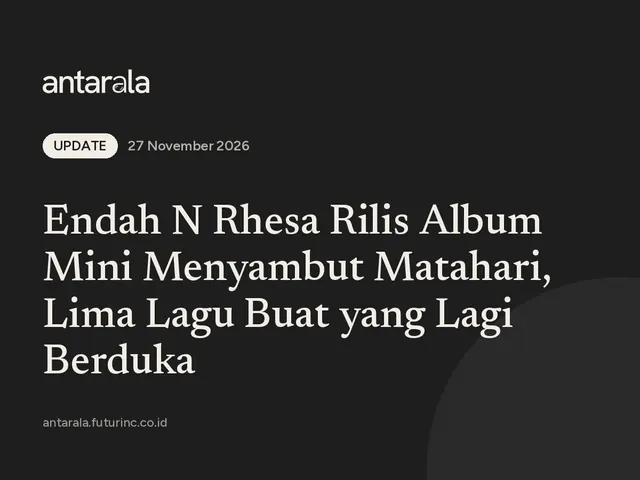 antarala
UPDATE 27 November 2026
Endah N Rhesa Rilis Album
Mini Menyambut Matahari,
Lima Lagu Buat yang Lagi
Berduka
antarala.futurinc.co.id